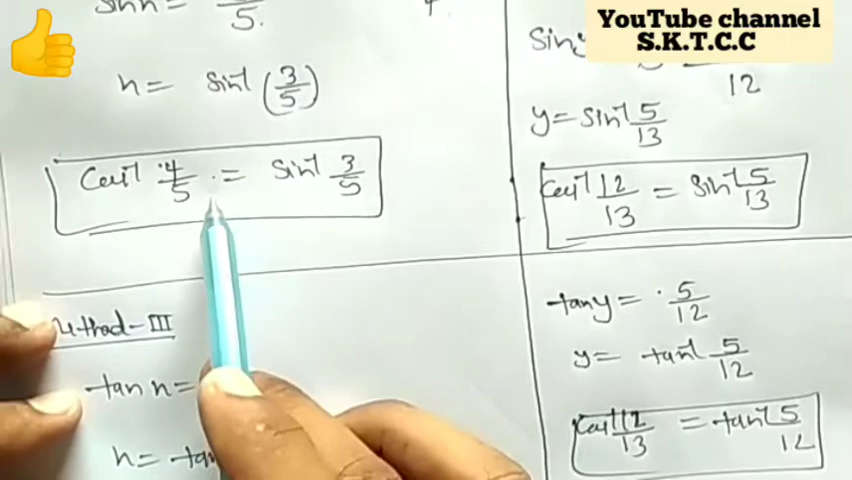 YouTube channel
S.K.T.C.C
5.
x = sin⁻¹ (3/5)
Cos⁻¹ 4/5 = Sin⁻¹ 3/5
Method-III
tan x =
x = tan
12
y = Sin⁻¹ 5/13
Cos⁻¹ 12/13 = Sin⁻¹ 5/13
tan y = 5/12
y = tan⁻¹ 5/12
Cos⁻¹ 12/13 = tan⁻¹ 5/12